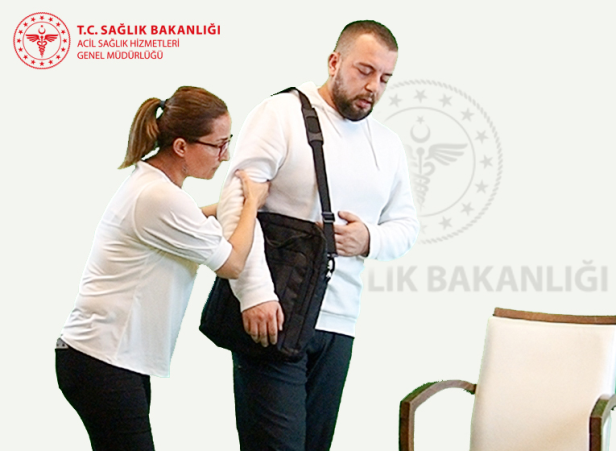 T.C. SAĞLIK BAKANLIĞI
ACİL SAĞLIK HİZMETLERİ
GENEL MÜDÜRLÜĞÜ
LIK BAKANLIĞI